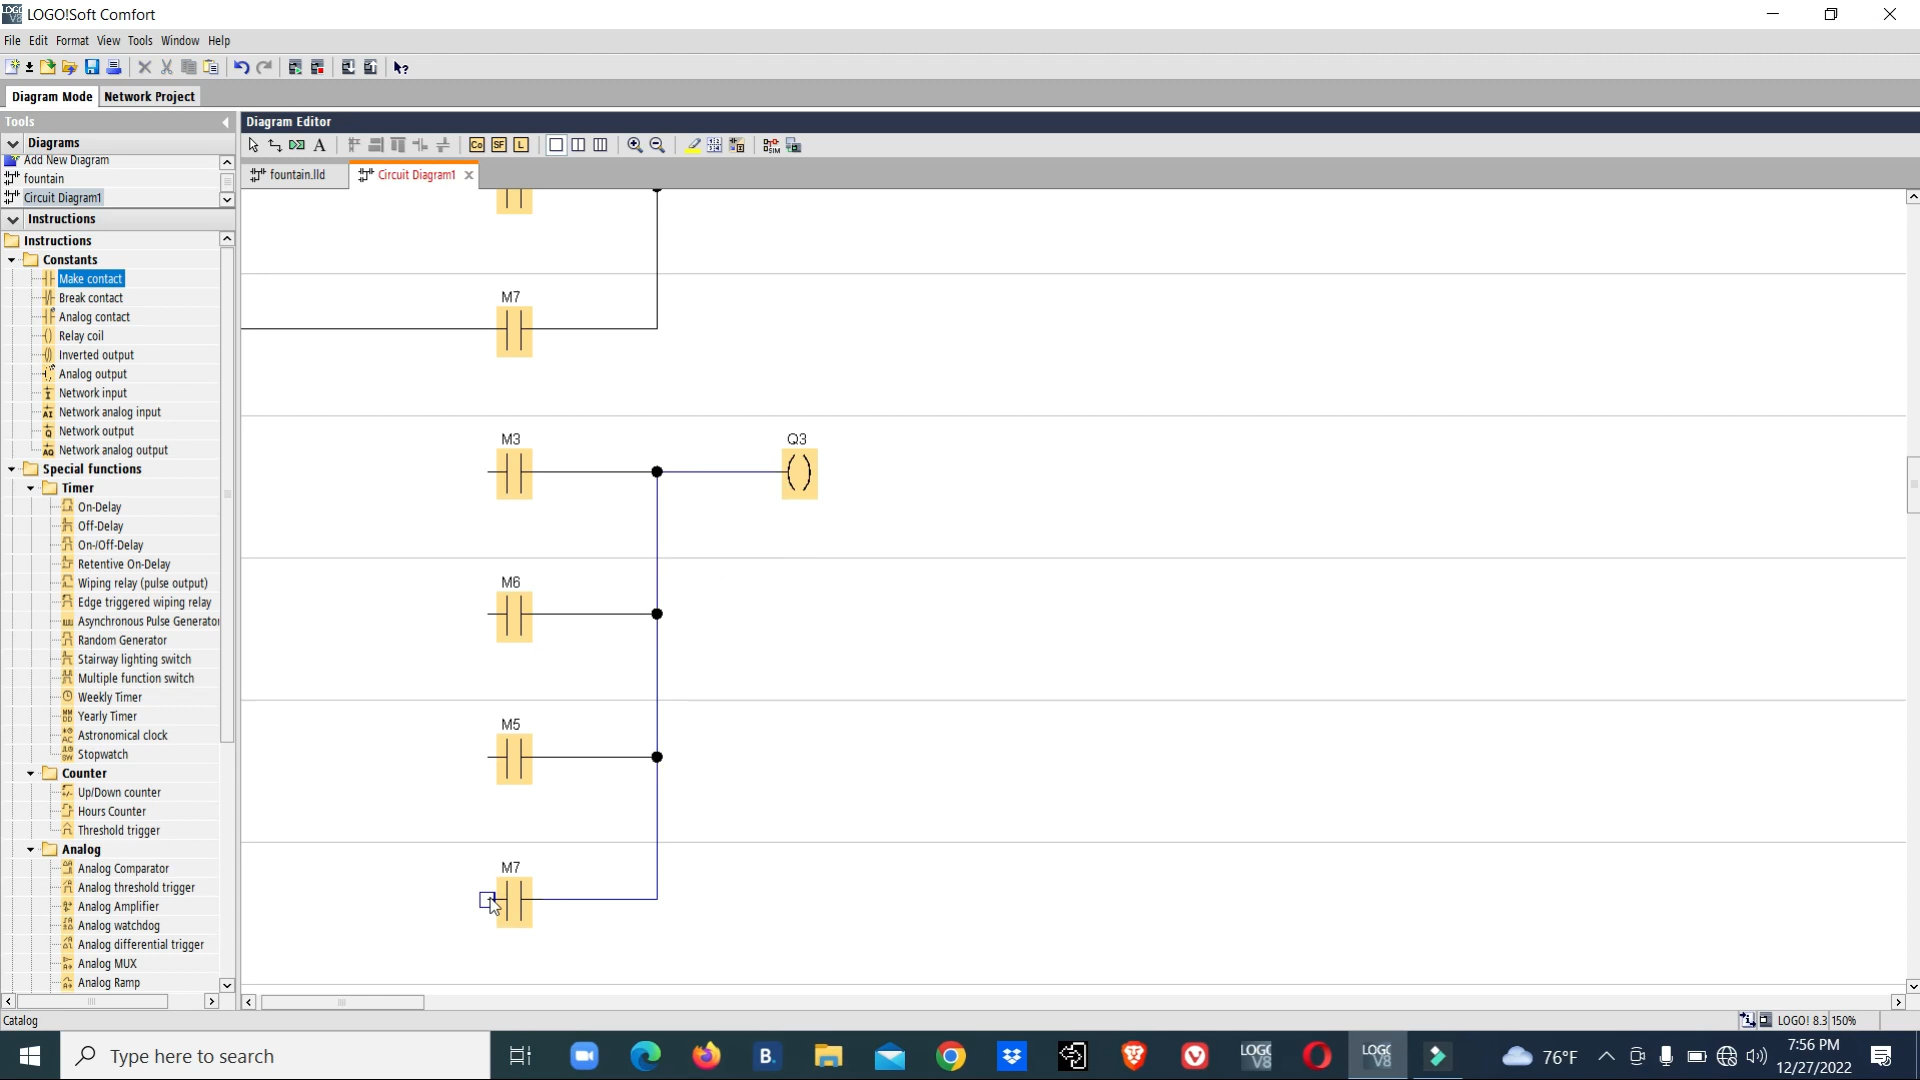 LOGO!Soft Comfort
File Edit Format View Tools Window Help
Diagram Mode Network Project
Tools
Diagrams
Add New Diagram
fountain
Circuit Diagram1
Instructions
Instructions
Constants
Make contact
Break contact
Analog contact
Relay coil
Inverted output
Analog output
Network input
Network analog input
Network output
Network analog output
Special functions
Timer
On-Delay
Off-Delay
On-/Off-Delay
Retentive On-Delay
Wiping relay (pulse output)
Edge triggered wiping relay
Asynchronous Pulse Generator
Random Generator
Stairway lighting switch
Multiple function switch
Weekly Timer
Yearly Timer
Astronomical clock
Stopwatch
Counter
Up/Down counter
Hours Counter
Threshold trigger
Analog
Analog Comparator
Analog threshold trigger
Analog Amplifier
Analog watchdog
Analog differential trigger
Analog MUX
Analog Ramp
Catalog
Diagram Editor
A Co SF L
fountain.lld Circuit Diagram1
M7
M3 Q3
M6
M5
M7
LOGO! 8.3 150%
Type here to search
B.
LOGO V8
LOGO V8
76°F
7:56 PM
12/27/2022